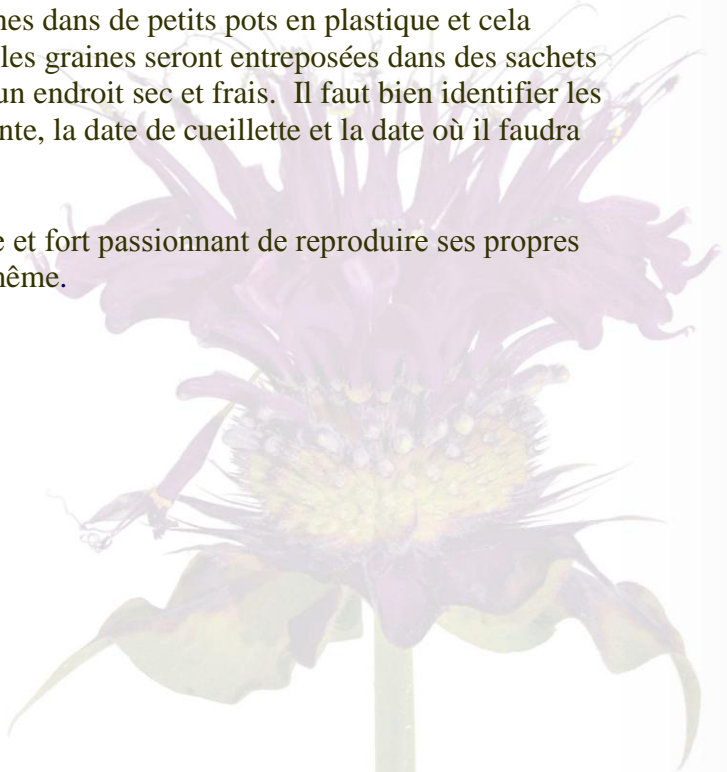 nes dans de petits pots en plastique et cela
les graines seront entreposées dans des sachets
un endroit sec et frais. Il faut bien identifier les
nte, la date de cueillette et la date où il faudra
e et fort passionnant de reproduire ses propres
nême.